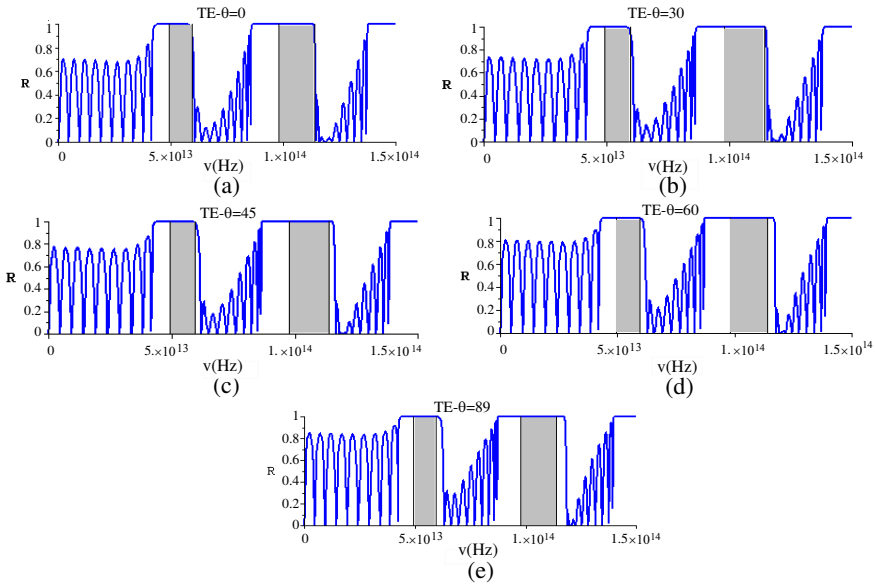 TE-θ=0
1
0.8
0.6
R
0.4
0.2
0
0 5.×10¹³ 1.×10¹⁴ 1.5×10¹⁴
ν(Hz)
(a)
TE-θ=30
1
0.8
0.6
R
0.4
0.2
0
0 5.×10¹³ 1.×10¹⁴ 1.5×10¹⁴
ν(Hz)
(b)
TE-θ=45
1
0.8
0.6
R
0.4
0.2
0
5.×10¹³ 1.×10¹⁴ 1.5×10¹⁴
ν(Hz)
(c)
TE-θ=60
1
0.8
0.6
R
0.4
0.2
0
0 5.×10¹³ 1.×10¹⁴ 1.5×10¹⁴
ν(Hz)
(d)
TE-θ=89
1
0.8
0.6
R
0.4
0.2
0
0 5.×10¹³ 1.×10¹⁴ 1.5×10¹⁴
ν(Hz)
(e)